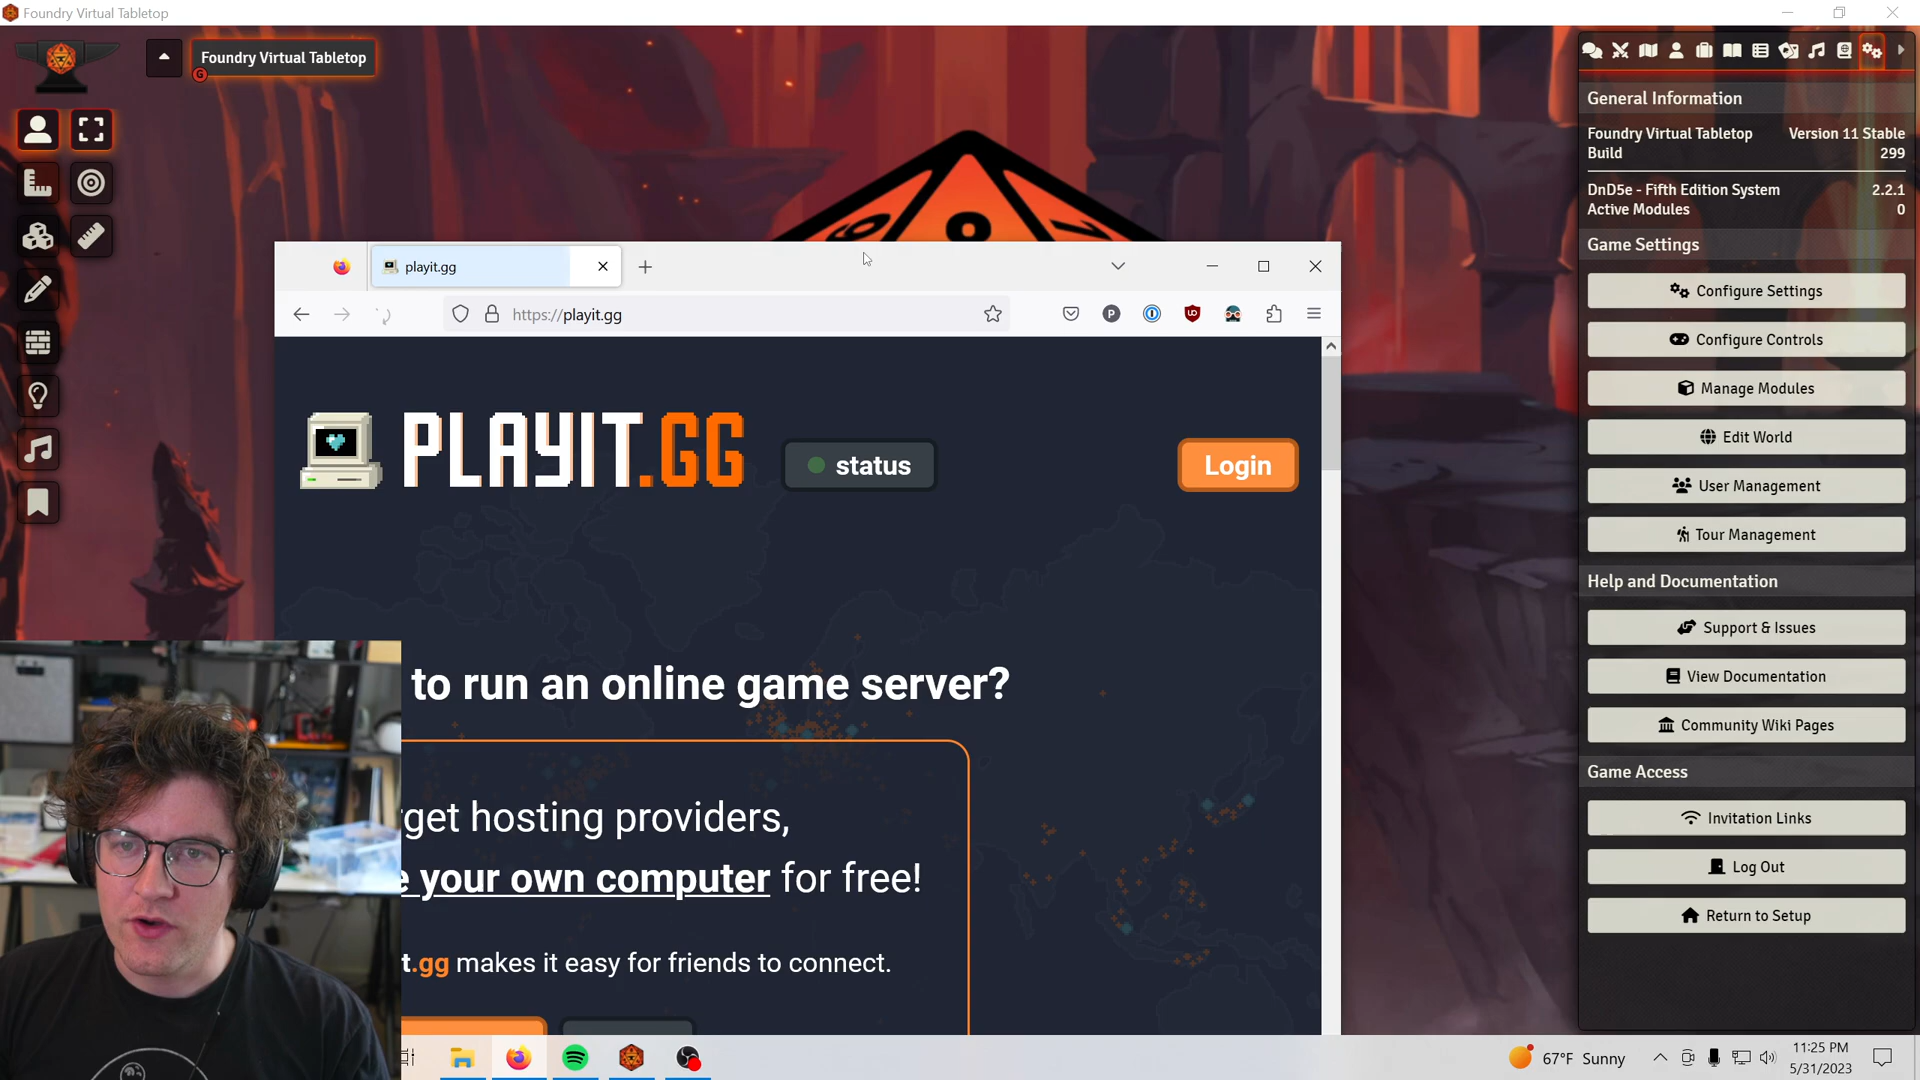 Foundry Virtual Tabletop
Foundry Virtual Tabletop
G
playit.gg
https://playit.gg
PLAYIT.GG
status
Login
to run an online game server?
get hosting providers,
your own computer for free!
t.gg makes it easy for friends to connect.
General Information
Foundry Virtual Tabletop Version 11 Stable
Build 299
DnD5e - Fifth Edition System 2.2.1
Active Modules 0
Game Settings
Configure Settings
Configure Controls
Manage Modules
Edit World
User Management
Tour Management
Help and Documentation
Support & Issues
View Documentation
Community Wiki Pages
Game Access
Invitation Links
Log Out
Return to Setup
67°F Sunny
11:25 PM
5/31/2023